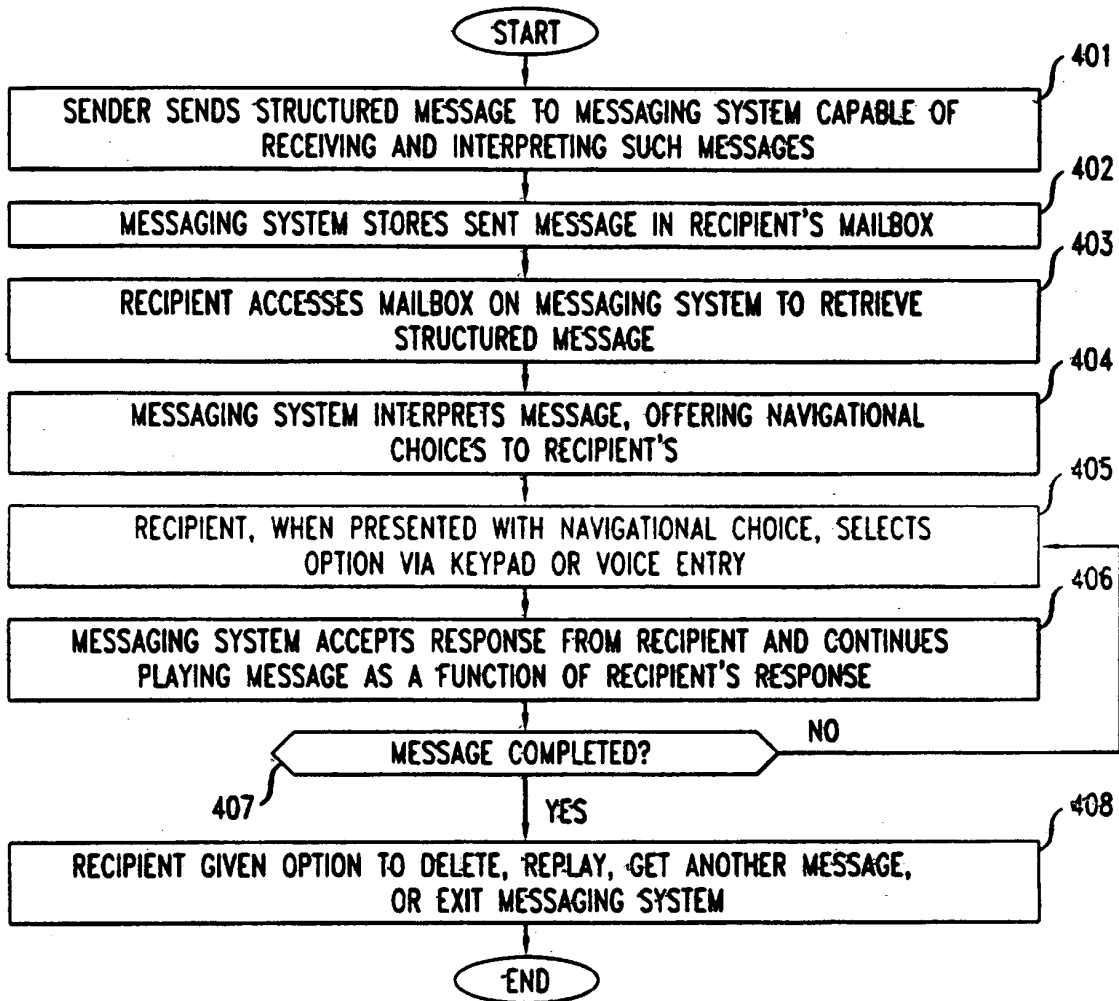 START
401
SENDER SENDS STRUCTURED MESSAGE TO MESSAGING SYSTEM CAPABLE OF
RECEIVING AND INTERPRETING SUCH MESSAGES
402
MESSAGING SYSTEM STORES SENT MESSAGE IN RECIPIENT'S MAILBOX
403
RECIPIENT ACCESSES MAILBOX ON MESSAGING SYSTEM TO RETRIEVE
STRUCTURED MESSAGE
404
MESSAGING SYSTEM INTERPRETS MESSAGE, OFFERING NAVIGATIONAL
CHOICES TO RECIPIENT'S
405
RECIPIENT, WHEN PRESENTED WITH NAVIGATIONAL CHOICE, SELECTS
OPTION VIA KEYPAD OR VOICE ENTRY
406
MESSAGING SYSTEM ACCEPTS RESPONSE FROM RECIPIENT AND CONTINUES
PLAYING MESSAGE AS A FUNCTION OF RECIPIENT'S RESPONSE
MESSAGE COMPLETED?
NO
407
YES
408
RECIPIENT GIVEN OPTION TO DELETE, REPLAY, GET ANOTHER MESSAGE,
OR EXIT MESSAGING SYSTEM
END